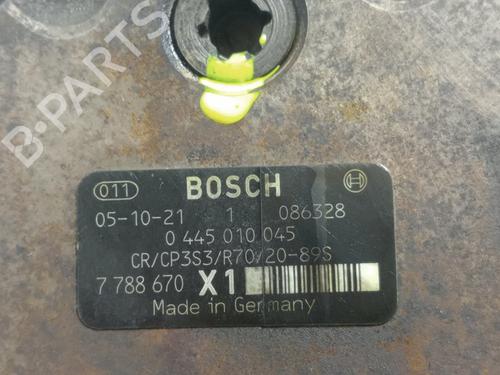 B-PARTS
011 BOSCH
05-10-21 1 086328
0 445 010 045
CR/CP3S3/R70/20-89S
7 788 670 X1
Made in Germany